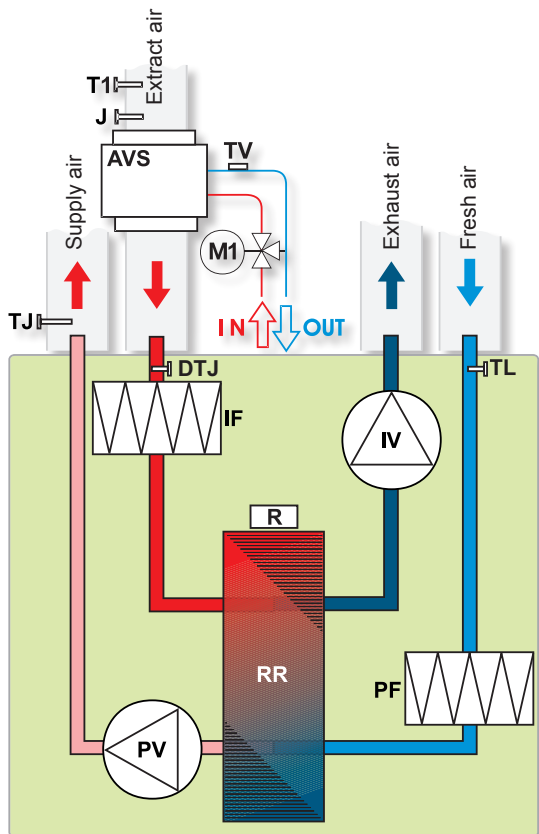 Extract air
T1
J
AVS
TV
Supply air
Exhaust air
Fresh air
M1
TJ
IN
OUT
DTJ
TL
IF
IV
R
RR
PF
PV